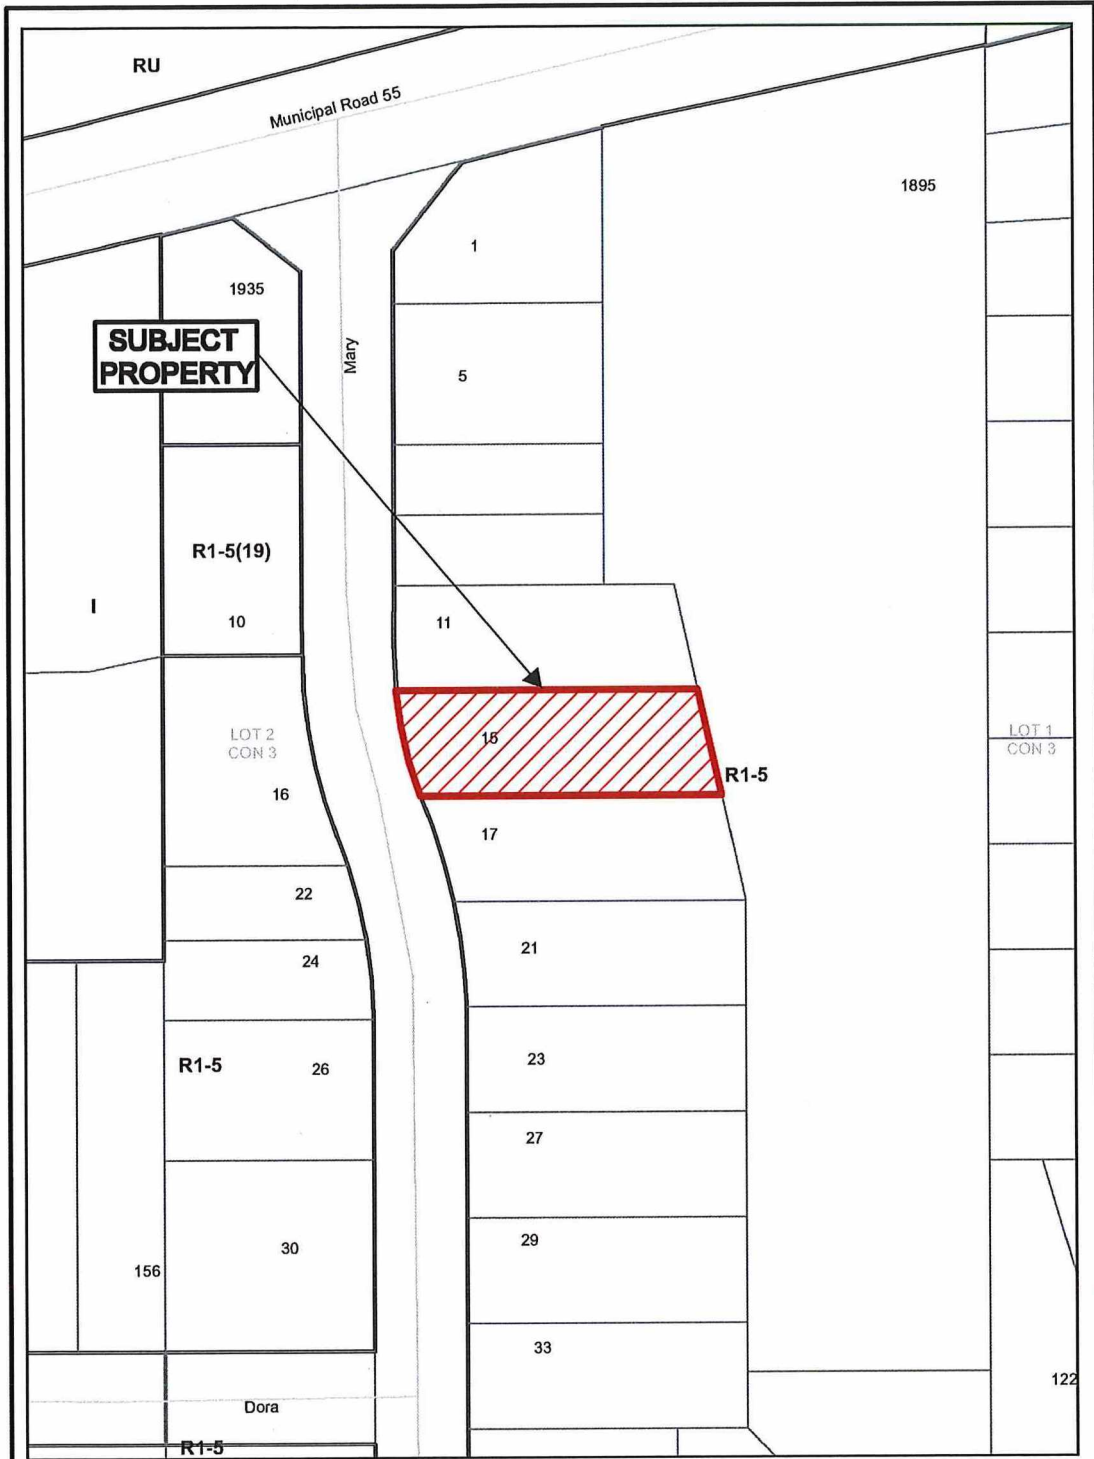 RU
Municipal Road 55
1895
1
1935
SUBJECT
PROPERTY
Mary
5
R1-5(19)
I
10
11
LOT 2
CON 3
15
LOT 1
CON 3
R1-5
16
17
22
21
24
R1-5
26
23
27
29
30
156
33
122
Dora
R1-5